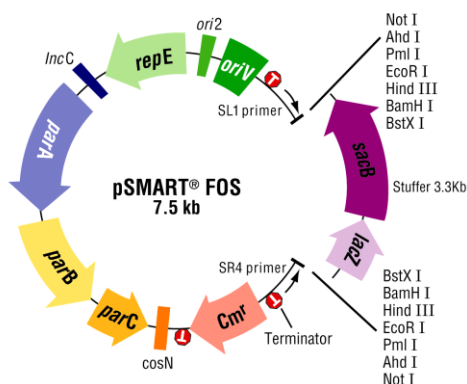 Not I
Ahd I
Pml I
EcoR I
Hind III
BamH I
BstX I
ori2
IncC
repE
oriV
T
SL1 primer
parA
sacB
Stuffer 3.3Kb
pSMART® FOS
7.5 kb
lacZ
parB
SR4 primer
parC
Cmr
T
T
Terminator
cosN
BstX I
BamH I
Hind III
EcoR I
Pml I
Ahd I
Not I